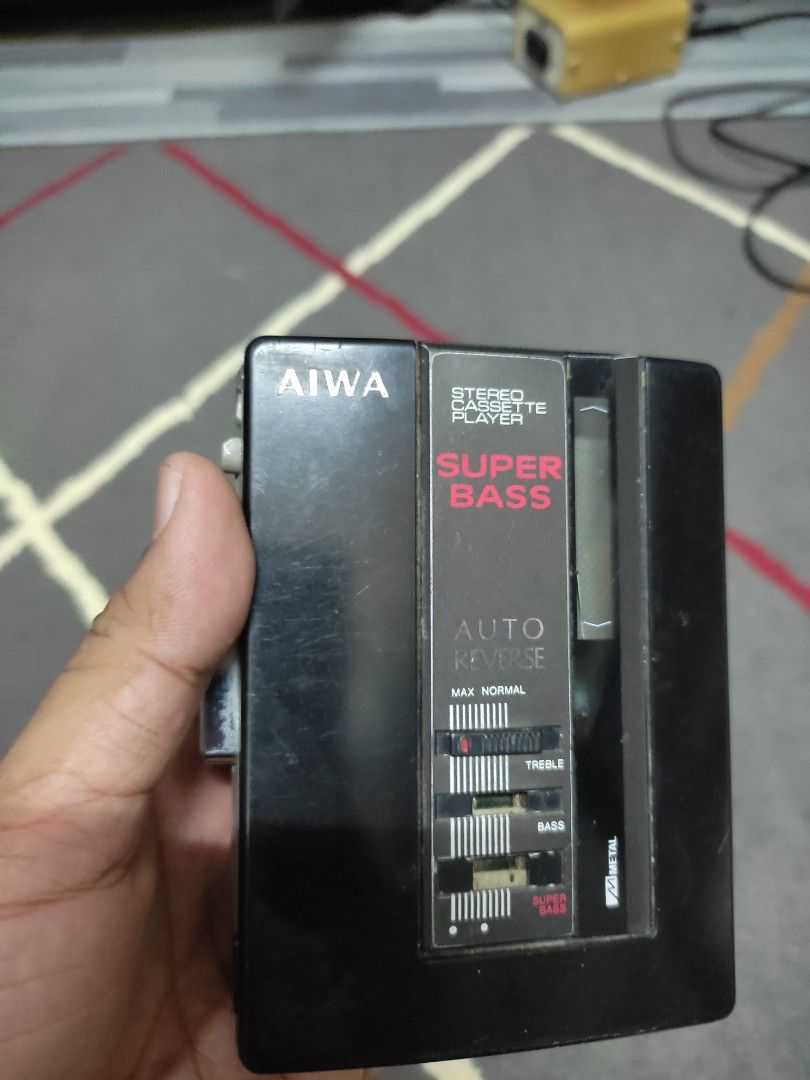 AIWA
STEREO
CASSETTE
PLAYER
SUPER
BASS
AUTO
REVERSE
MAX NORMAL
TREBLE
BASS
SUPER
BASS
METAL